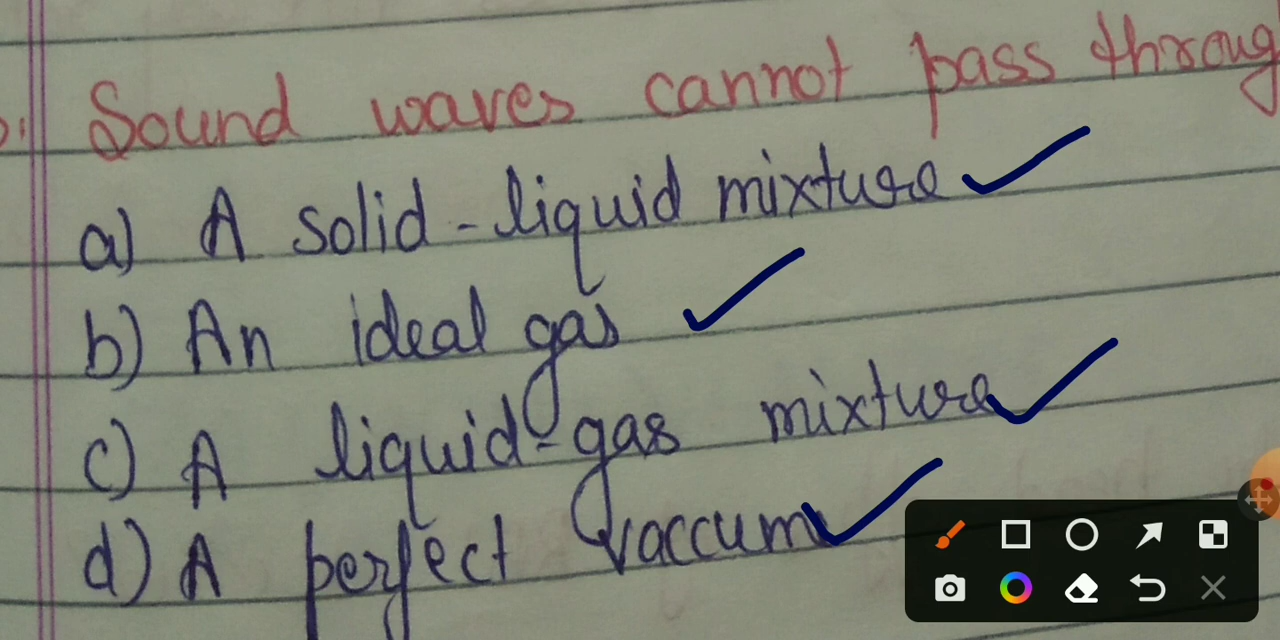 Sound waves cannot pass throug
a) A solid-liquid mixture
b) An ideal gas
c) A liquid-gas mixture
d) A perfect vaccum